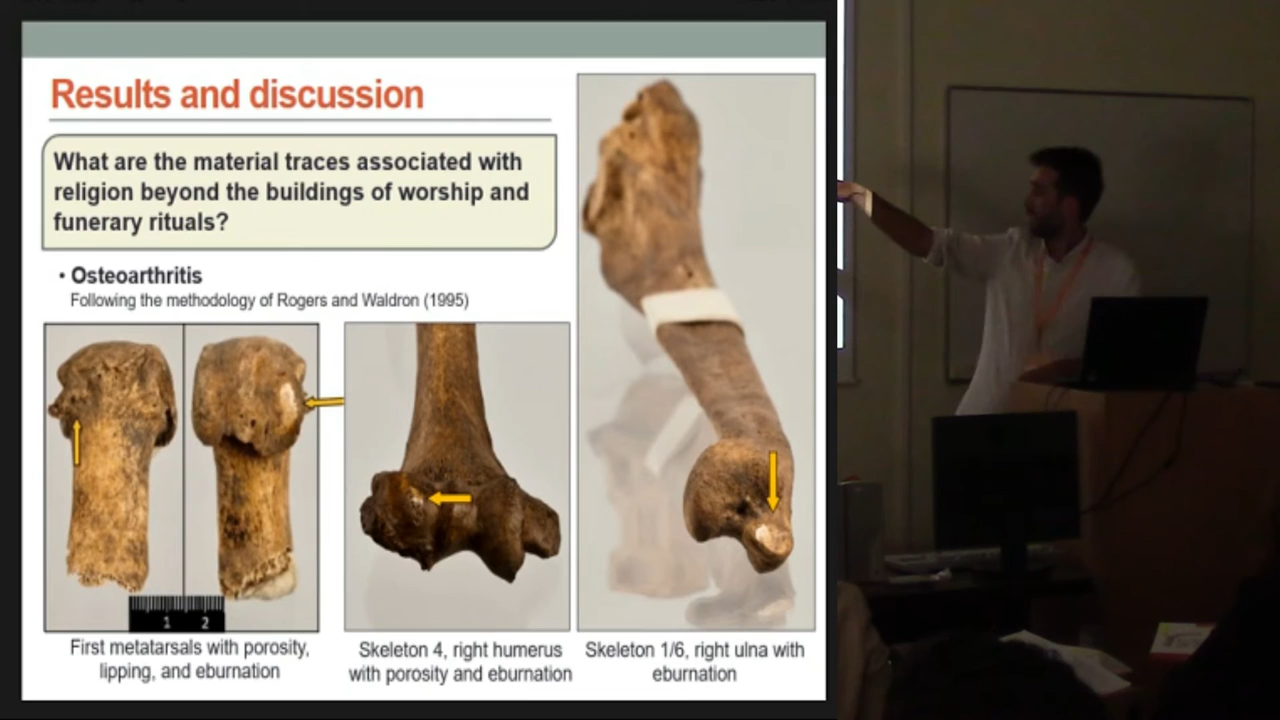 Results and discussion
What are the material traces associated with
religion beyond the buildings of worship and
funerary rituals?
• Osteoarthritis
Following the methodology of Rogers and Waldron (1995)
1 2
First metatarsals with porosity,
lipping, and eburnation
Skeleton 4, right humerus
with porosity and eburnation
Skeleton 1/6, right ulna with
eburnation